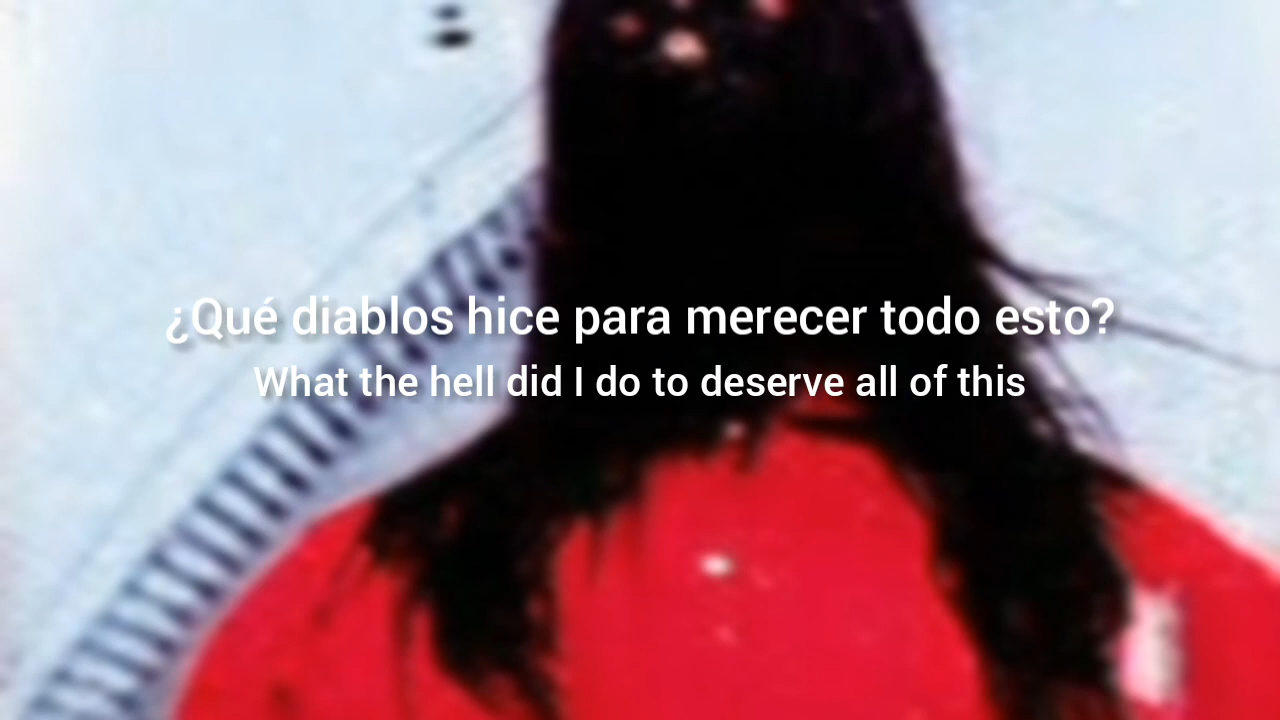 ¿Qué diablos hice para merecer todo esto?
What the hell did I do to deserve all of this